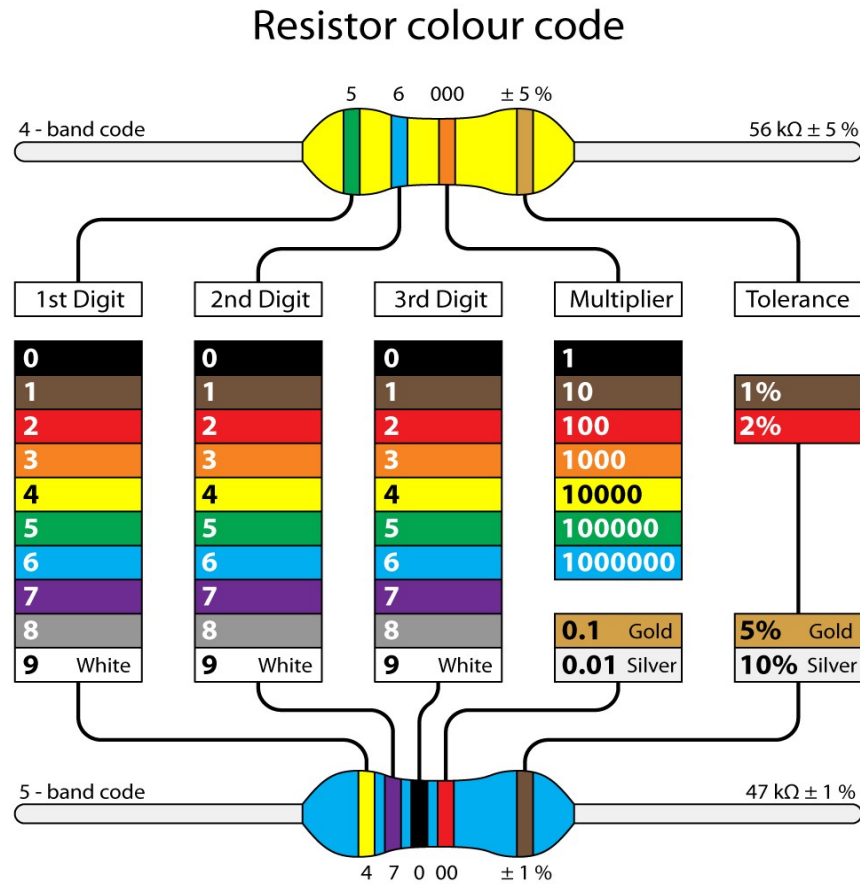 Resistor colour code
5 6 000 ± 5 %
4 - band code 56 kΩ ± 5 %
1st Digit 2nd Digit 3rd Digit Multiplier Tolerance
0 0 0 1
1 1 1 10 1%
2 2 2 100 2%
3 3 3 1000
4 4 4 10000
5 5 5 100000
6 6 6 1000000
7 7 7
8 8 8 0.1 Gold 5% Gold
9 White 9 White 9 White 0.01 Silver 10% Silver
5 - band code 47 kΩ ± 1 %
4 7 0 00 ± 1 %